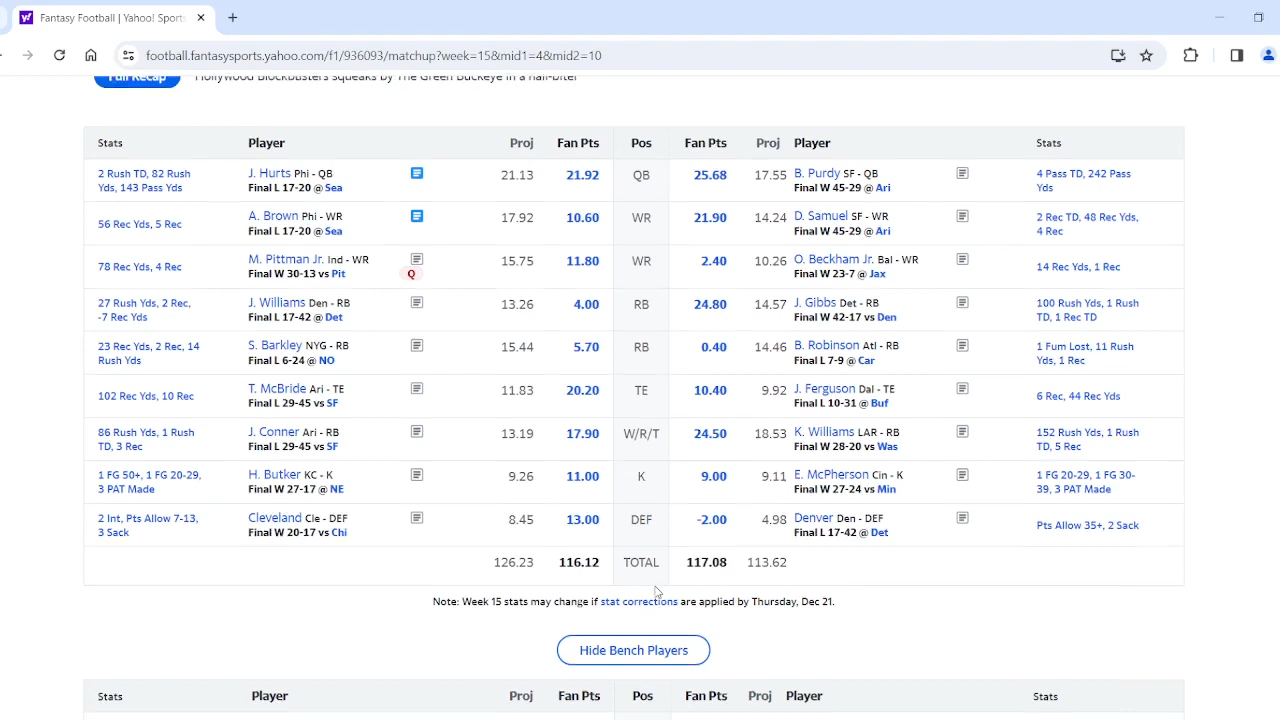 Fantasy Football | Yahoo! Sports
football.fantasysports.yahoo.com/f1/936093/matchup?week=15&mid1=4&mid2=10
Full Recap Hollywood Blockbusters squeaks by The Green Buckeye in a nail-biter
Stats Player Proj Fan Pts Pos Fan Pts Proj Player Stats
2 Rush TD, 82 Rush J. Hurts Phi - QB 21.13 21.92 QB 25.68 17.55 B. Purdy SF - QB 4 Pass TD, 242 Pass
Yds, 143 Pass Yds Final L 17-20 @ Sea Final W 45-29 @ Ari Yds
56 Rec Yds, 5 Rec A. Brown Phi - WR 17.92 10.60 WR 21.90 14.24 D. Samuel SF - WR 2 Rec TD, 48 Rec Yds,
Final L 17-20 @ Sea Final W 45-29 @ Ari 4 Rec
78 Rec Yds, 4 Rec M. Pittman Jr. Ind - WR 15.75 11.80 WR 2.40 10.26 O. Beckham Jr. Bal - WR 14 Rec Yds, 1 Rec
Final W 30-13 vs Pit Q Final W 23-7 @ Jax
27 Rush Yds, 2 Rec, J. Williams Den - RB 13.26 4.00 RB 24.80 14.57 J. Gibbs Det - RB 100 Rush Yds, 1 Rush
-7 Rec Yds Final L 17-42 @ Det Final W 42-17 vs Den TD, 1 Rec TD
23 Rec Yds, 2 Rec, 14 S. Barkley NYG - RB 15.44 5.70 RB 0.40 14.46 B. Robinson Atl - RB 1 Fum Lost, 11 Rush
Rush Yds Final L 6-24 @ NO Final L 7-9 @ Car Yds, 1 Rec
102 Rec Yds, 10 Rec T. McBride Ari - TE 11.83 20.20 TE 10.40 9.92 J. Ferguson Dal - TE 6 Rec, 44 Rec Yds
Final L 29-45 vs SF Final L 10-31 @ Buf
86 Rush Yds, 1 Rush J. Conner Ari - RB 13.19 17.90 W/R/T 24.50 18.53 K. Williams LAR - RB 152 Rush Yds, 1 Rush
TD, 3 Rec Final L 29-45 vs SF Final W 28-20 vs Was TD, 5 Rec
1 FG 50+, 1 FG 20-29, H. Butker KC - K 9.26 11.00 K 9.00 9.11 E. McPherson Cin - K 1 FG 20-29, 1 FG 30-
3 PAT Made Final W 27-17 @ NE Final W 27-24 vs Min 39, 3 PAT Made
2 Int, Pts Allow 7-13, Cleveland Cle - DEF 8.45 13.00 DEF -2.00 4.98 Denver Den - DEF Pts Allow 35+, 2 Sack
3 Sack Final W 20-17 vs Chi Final L 17-42 @ Det
126.23 116.12 TOTAL 117.08 113.62
Note: Week 15 stats may change if stat corrections are applied by Thursday, Dec 21.
Hide Bench Players
Stats Player Proj Fan Pts Pos Fan Pts Proj Player Stats